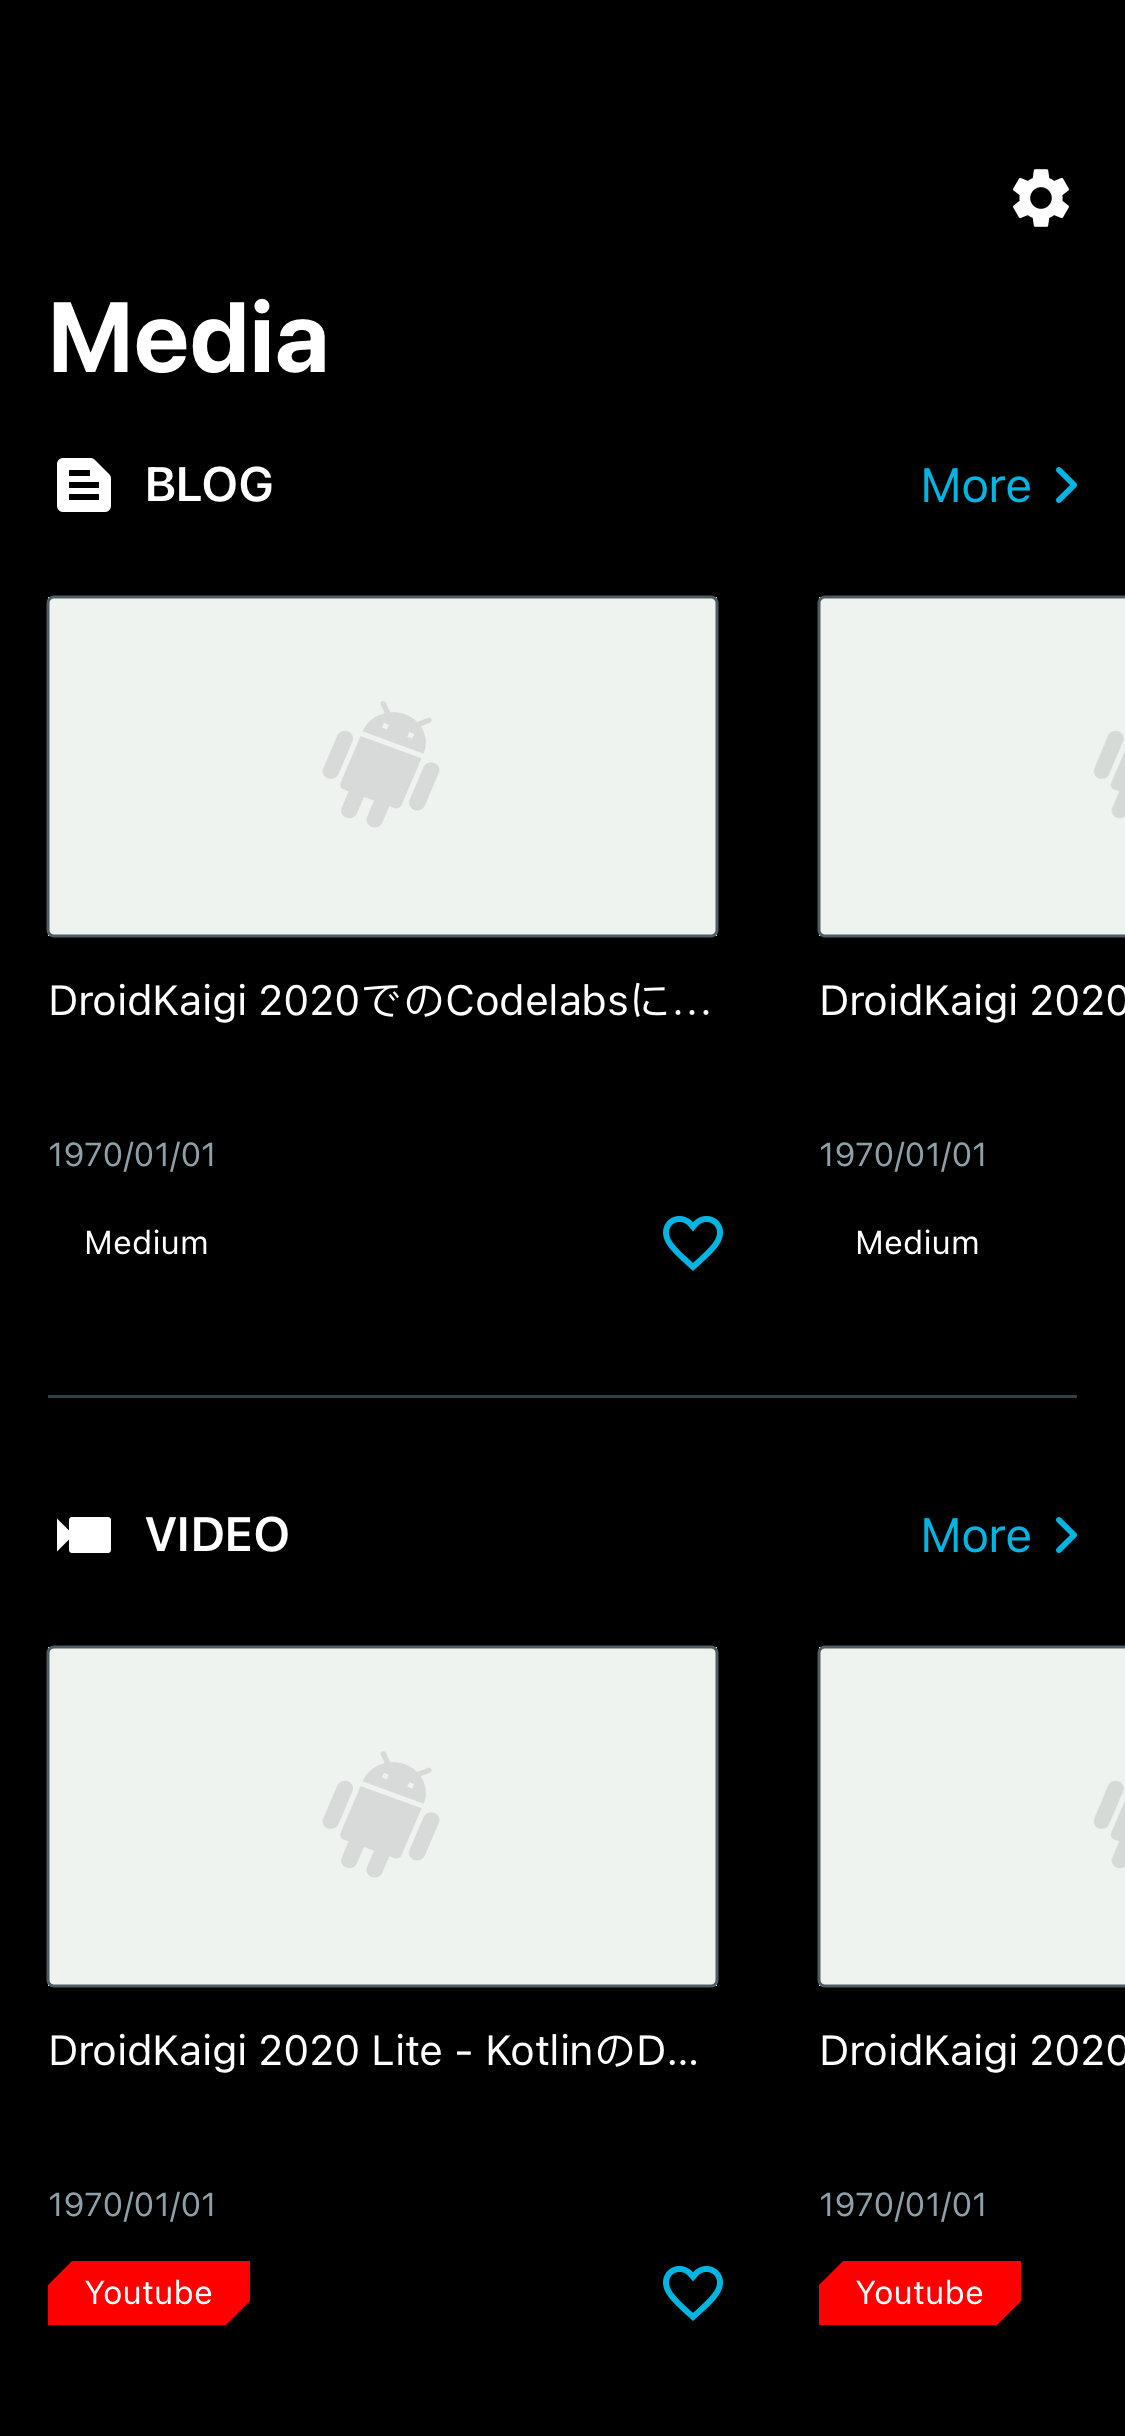 Media
BLOG
More
DroidKaigi 2020でのCodelabsに...
DroidKaigi 2020
1970/01/01
1970/01/01
Medium
Medium
VIDEO
More
DroidKaigi 2020 Lite - KotlinのD...
DroidKaigi 2020
1970/01/01
1970/01/01
Youtube
Youtube